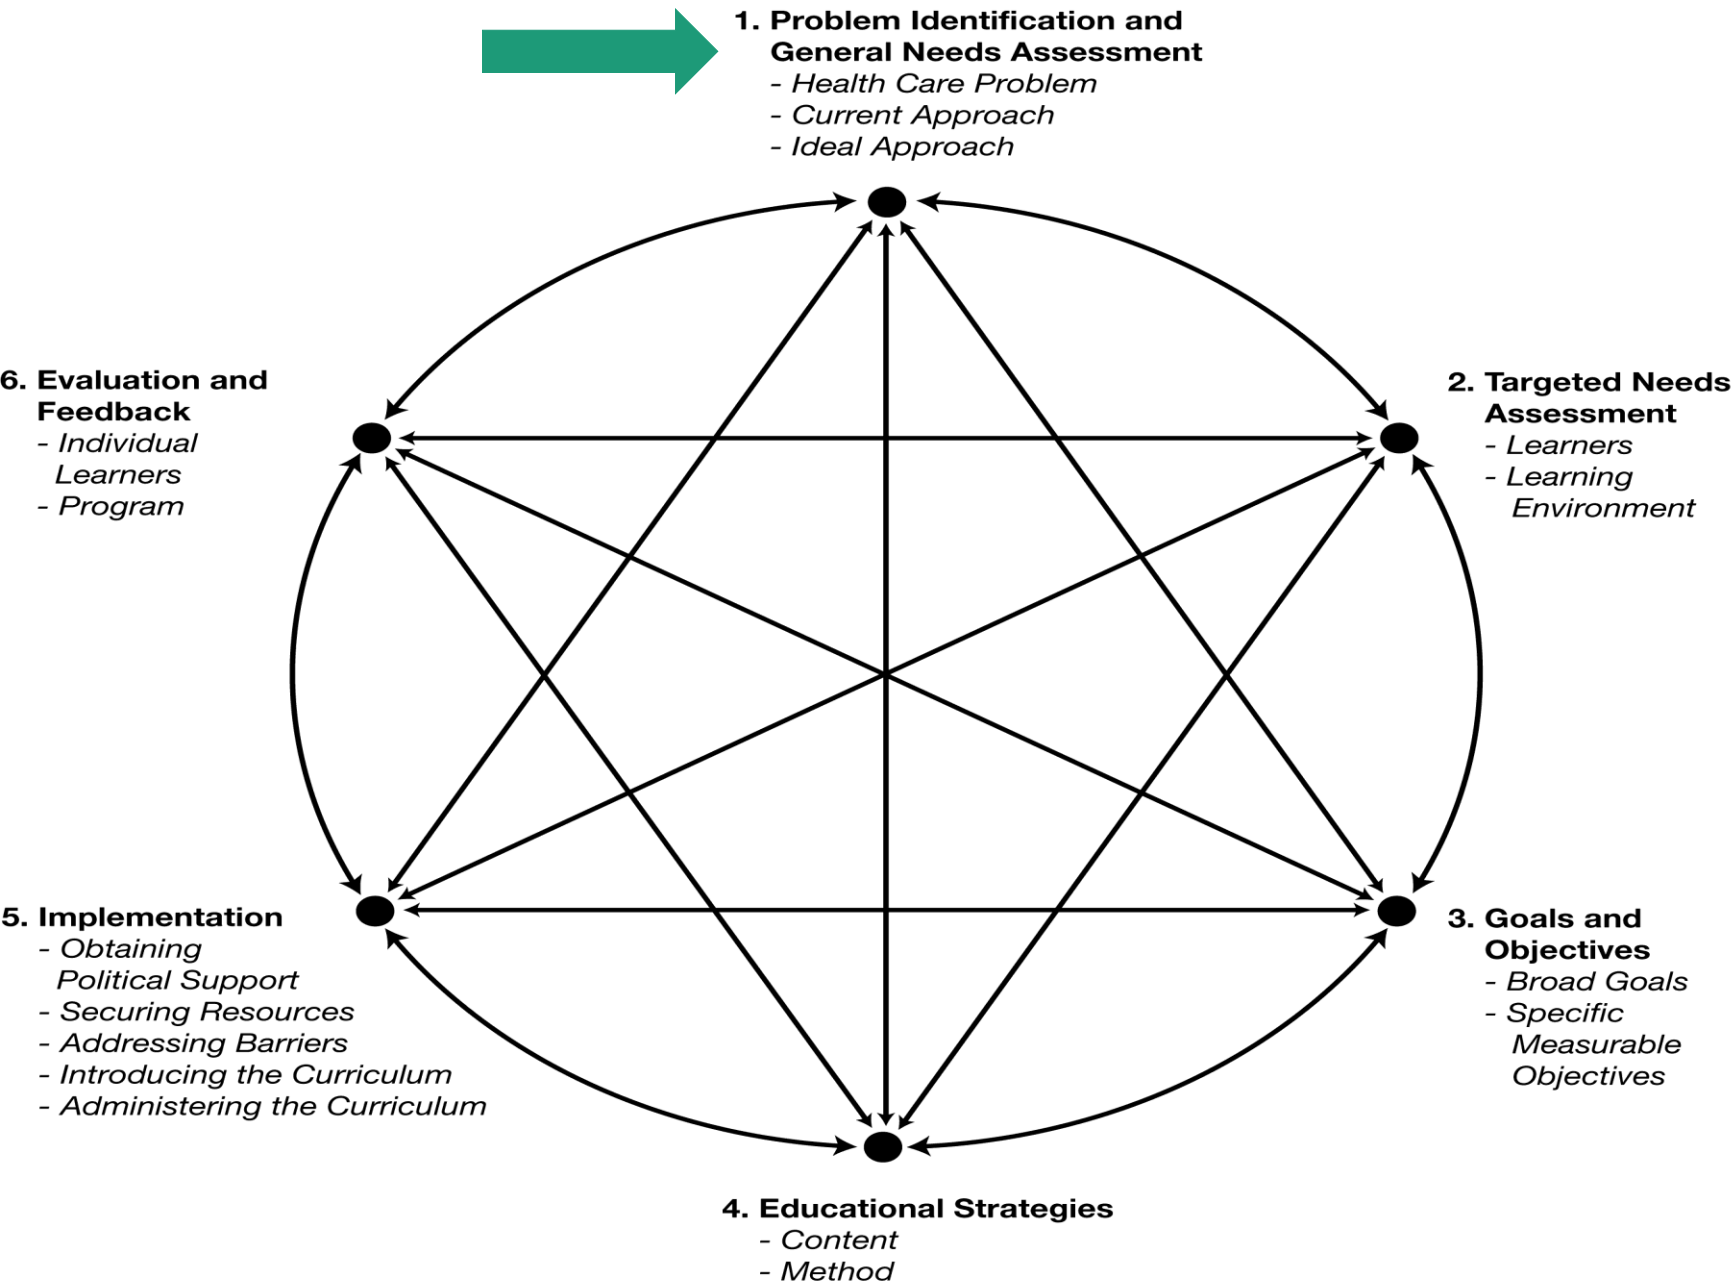 1. Problem Identification and
General Needs Assessment
- Health Care Problem
- Current Approach
- Ideal Approach
2. Targeted Needs
Assessment
- Learners
- Learning
Environment
3. Goals and
Objectives
- Broad Goals
- Specific
Measurable
Objectives
4. Educational Strategies
- Content
- Method
5. Implementation
- Obtaining
Political Support
- Securing Resources
- Addressing Barriers
- Introducing the Curriculum
- Administering the Curriculum
6. Evaluation and
Feedback
- Individual
Learners
- Program